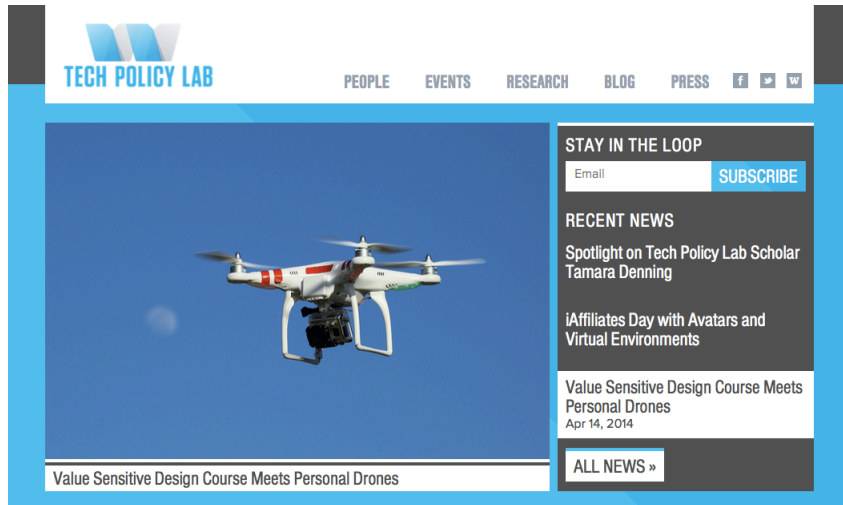 TECH POLICY LAB
PEOPLE EVENTS RESEARCH BLOG PRESS f W
STAY IN THE LOOP
Email SUBSCRIBE
RECENT NEWS
Spotlight on Tech Policy Lab Scholar
Tamara Denning
iAffiliates Day with Avatars and
Virtual Environments
Value Sensitive Design Course Meets
Personal Drones
Apr 14, 2014
ALL NEWS »
Value Sensitive Design Course Meets Personal Drones